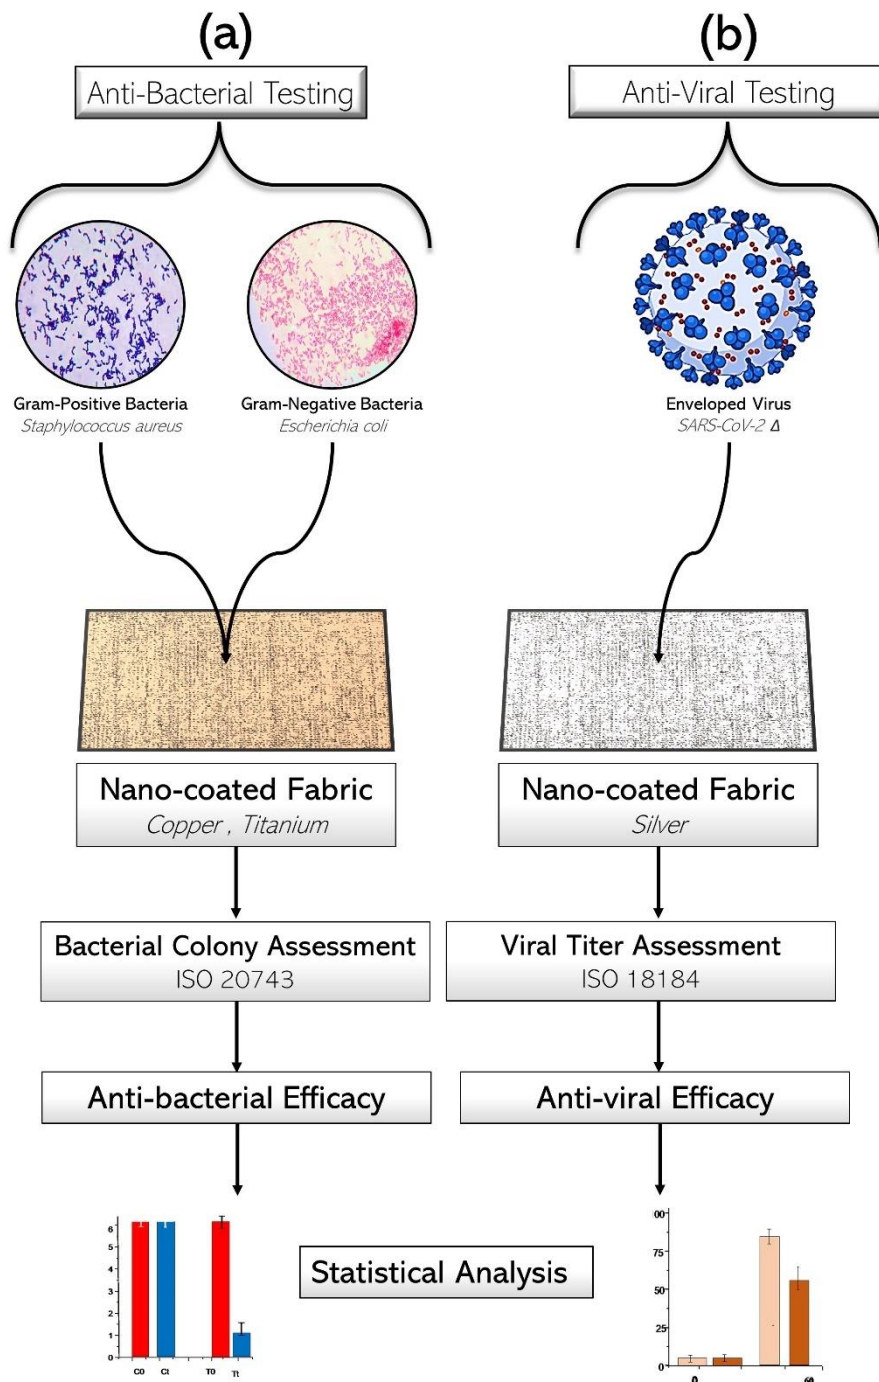 (a)
Anti-Bacterial Testing
Gram-Positive Bacteria
Staphylococcus aureus
Gram-Negative Bacteria
Escherichia coli
Nano-coated Fabric
Copper , Titanium
Bacterial Colony Assessment
ISO 20743
Anti-bacterial Efficacy
6
5
4
3
2
1
0
C0 Ct T0 Tt
(b)
Anti-Viral Testing
Enveloped Virus
SARS-CoV-2 Δ
Nano-coated Fabric
Silver
Viral Titer Assessment
ISO 18184
Anti-viral Efficacy
Statistical Analysis
00
75
50
25
0
0 60